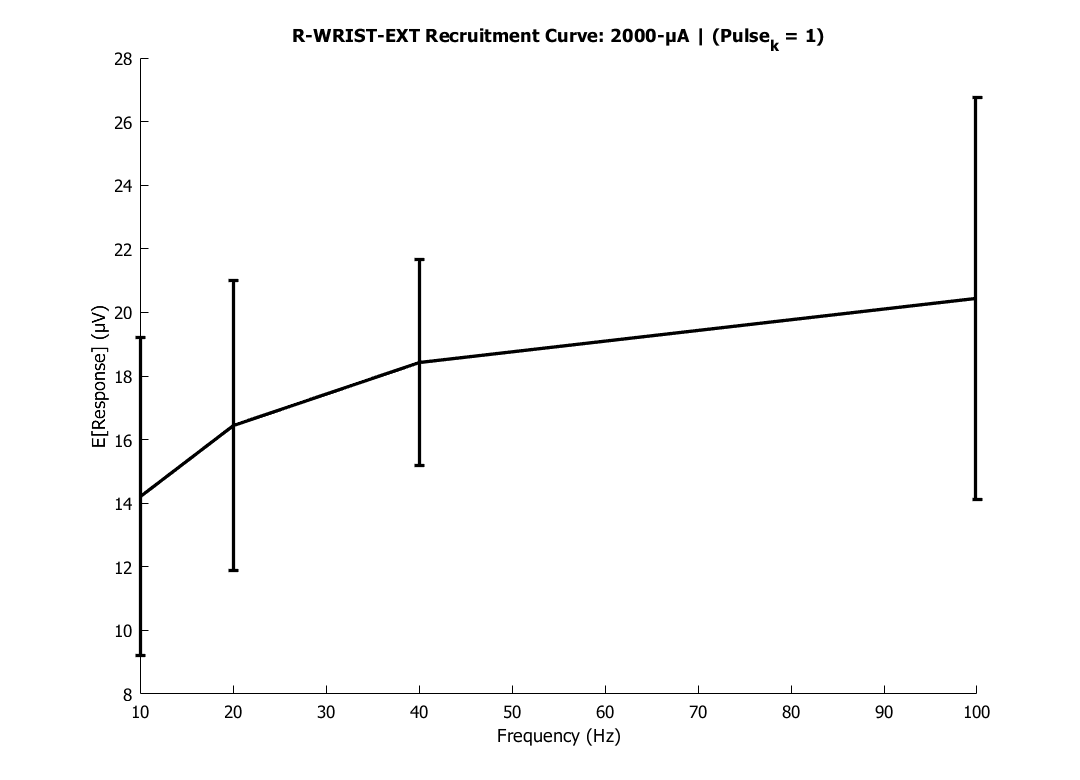 R-WRIST-EXT Recruitment Curve: 2000-μA | (Pulsek = 1)
28
26
24
22
20
18
16
14
12
10
8
E[Response] (μV)
10 20 30 40 50 60 70 80 90 100
Frequency (Hz)